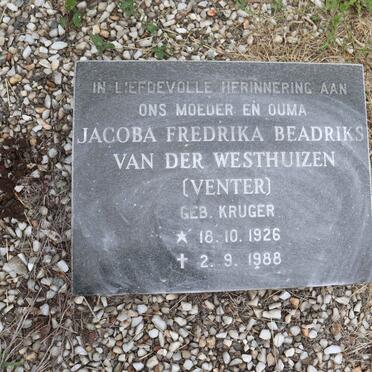 IN LIEFDEVOLLE HERINNERING AAN
ONS MOEDER EN OUMA
JACOBA FREDRIKA BEADRIKS
VAN DER WESTHUIZEN
(VENTER)
GEB. KRUGER
★ 18.10.1926
✝ 2.9.1988